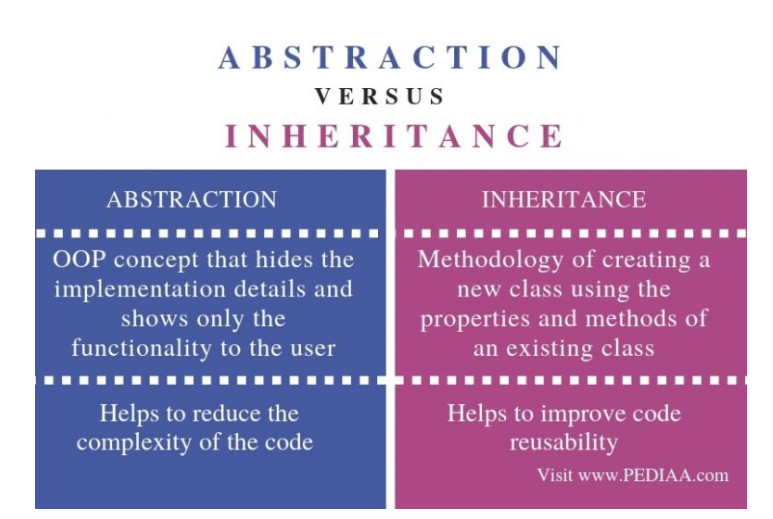 ABSTRACTION
VERSUS
INHERITANCE
ABSTRACTION
OOP concept that hides the
implementation details and
shows only the
functionality to the user
Helps to reduce the
complexity of the code
INHERITANCE
Methodology of creating a
new class using the
properties and methods of
an existing class
Helps to improve code
reusability
Visit www.PEDIAA.com